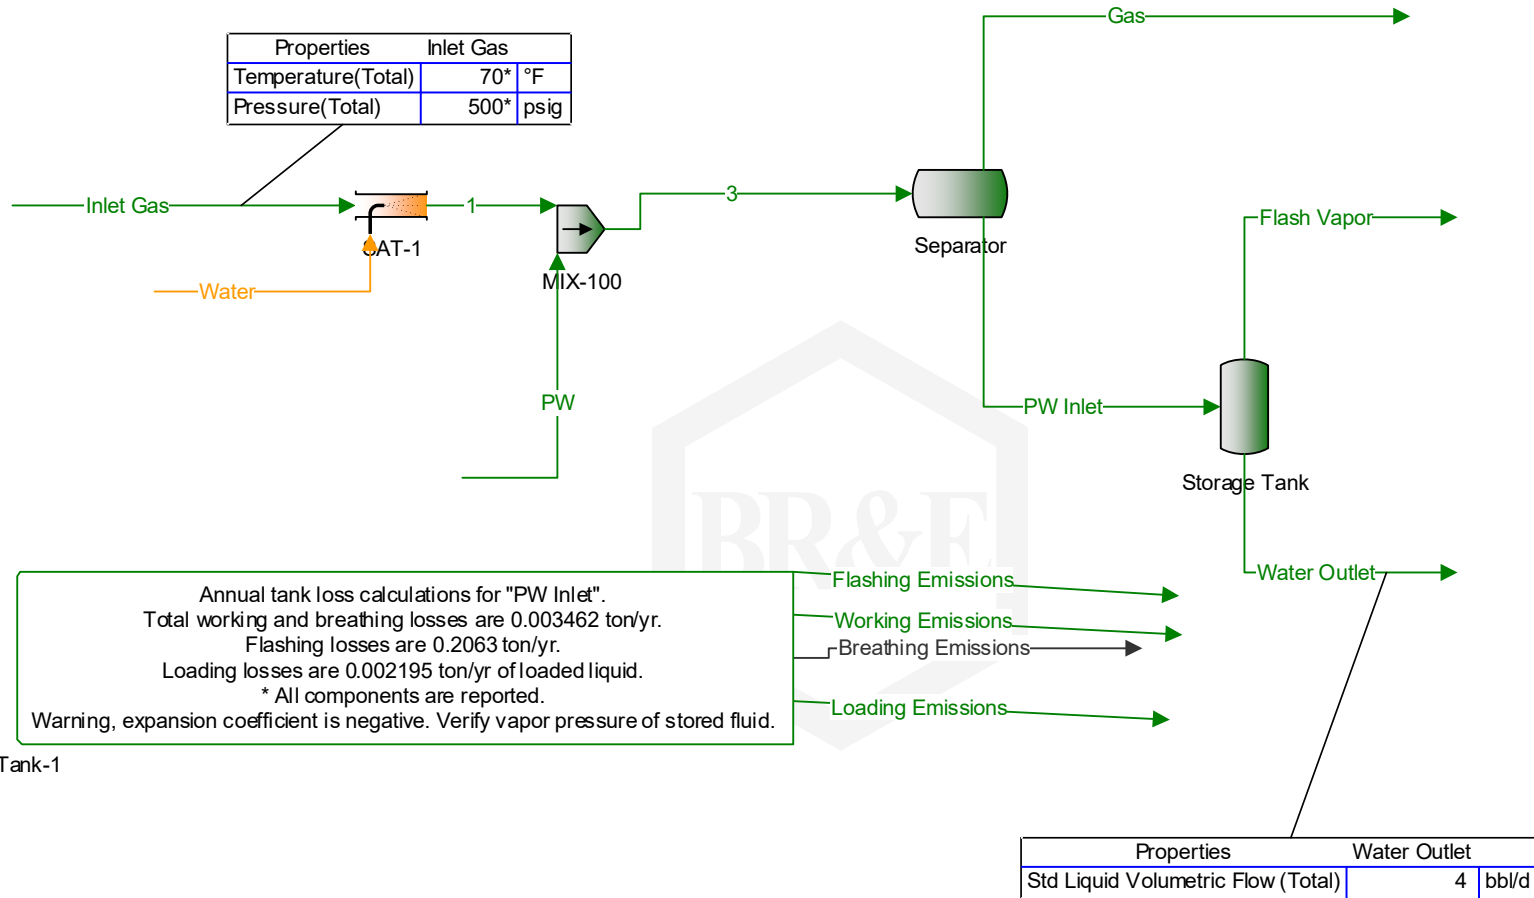 Gas
Properties Inlet Gas
Temperature(Total) 70* °F
Pressure(Total) 500* psig
Inlet Gas
1
3
SAT-1
Water
MIX-100
Separator
Flash Vapor
PW
PW Inlet
Storage Tank
BR&E
Annual tank loss calculations for "PW Inlet".
Total working and breathing losses are 0.003462 ton/yr.
Flashing losses are 0.2063 ton/yr.
Loading losses are 0.002195 ton/yr of loaded liquid.
* All components are reported.
Warning, expansion coefficient is negative. Verify vapor pressure of stored fluid.
Flashing Emissions
Working Emissions
Breathing Emissions
Loading Emissions
Water Outlet
Tank-1
Properties Water Outlet
Std Liquid Volumetric Flow (Total) 4 bbl/d